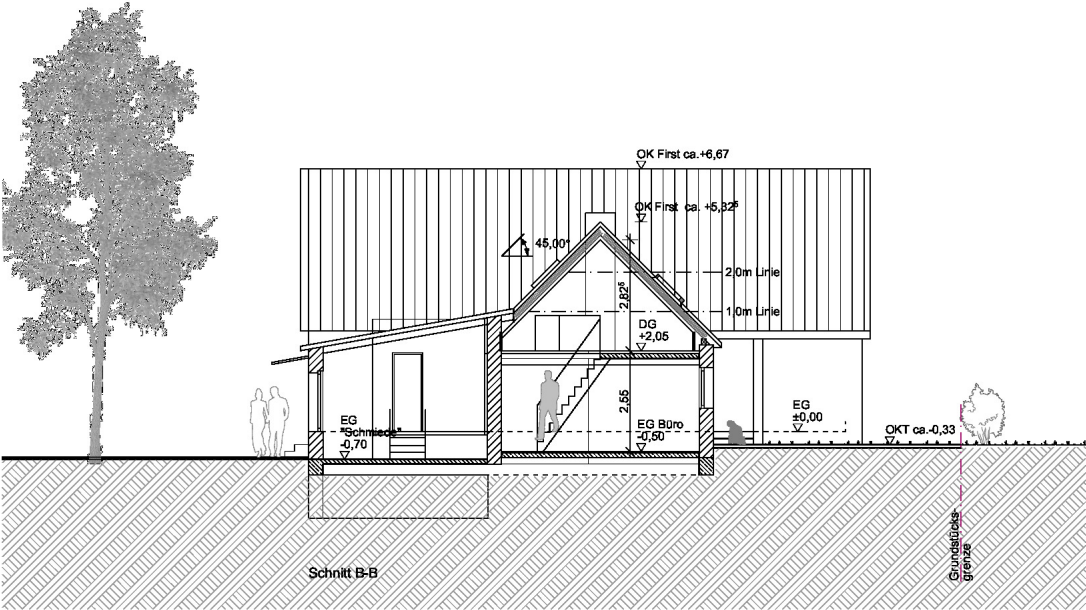 OK First ca.+6,67
OK First ca. +5,32⁵
45,00°
2,0m Linie
2,82⁵
1,0m Linie
DG
+2,05
2,55
EG
"Schmiede"
-0,70
EG Büro
-0,50
EG
±0,00
OKT ca.-0,33
Grundstücks-
grenze
Schnitt B-B